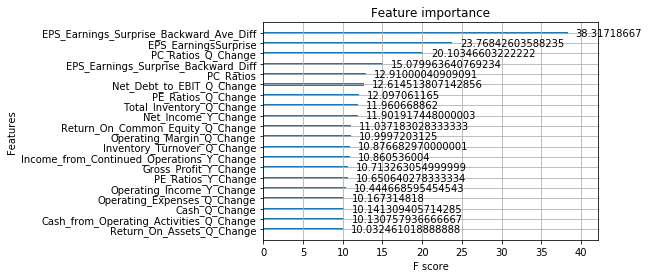 Feature importance
EPS_Earnings_Surprise_Backward_Ave_Diff 38.31718667
EPS_EarningsSurprise 23.76842603588235
PC_Ratios_Q_Change 20.10346603222222
EPS_Earnings_Surprise_Backward_Diff 15.079963640769234
PC_Ratios 12.91000040909091
Net_Debt_to_EBIT_Q_Change 12.614513807142856
PE_Ratios_Q_Change 12.097061165
Total_Inventory_Q_Change 11.960668862
Net_Income_Y_Change 11.901917448000003
Return_On_Common_Equity_Q_Change 11.037183028333333
Operating_Margin_Q_Change 10.9997203125
Inventory_Turnover_Q_Change 10.876682970000001
Income_from_Continued_Operations_Y_Change 10.860536004
Gross_Profit_Y_Change 10.713263054999999
PE_Ratios_Y_Change 10.650640278333334
Operating_Income_Y_Change 10.444668595454543
Operating_Expenses_Q_Change 10.167314818
Cash_Q_Change 10.141309405714285
Cash_from_Operating_Activities_Q_Change 10.130757936666667
Return_On_Assets_Q_Change 10.032461018888888
Features
0 5 10 15 20 25 30 35 40
F score